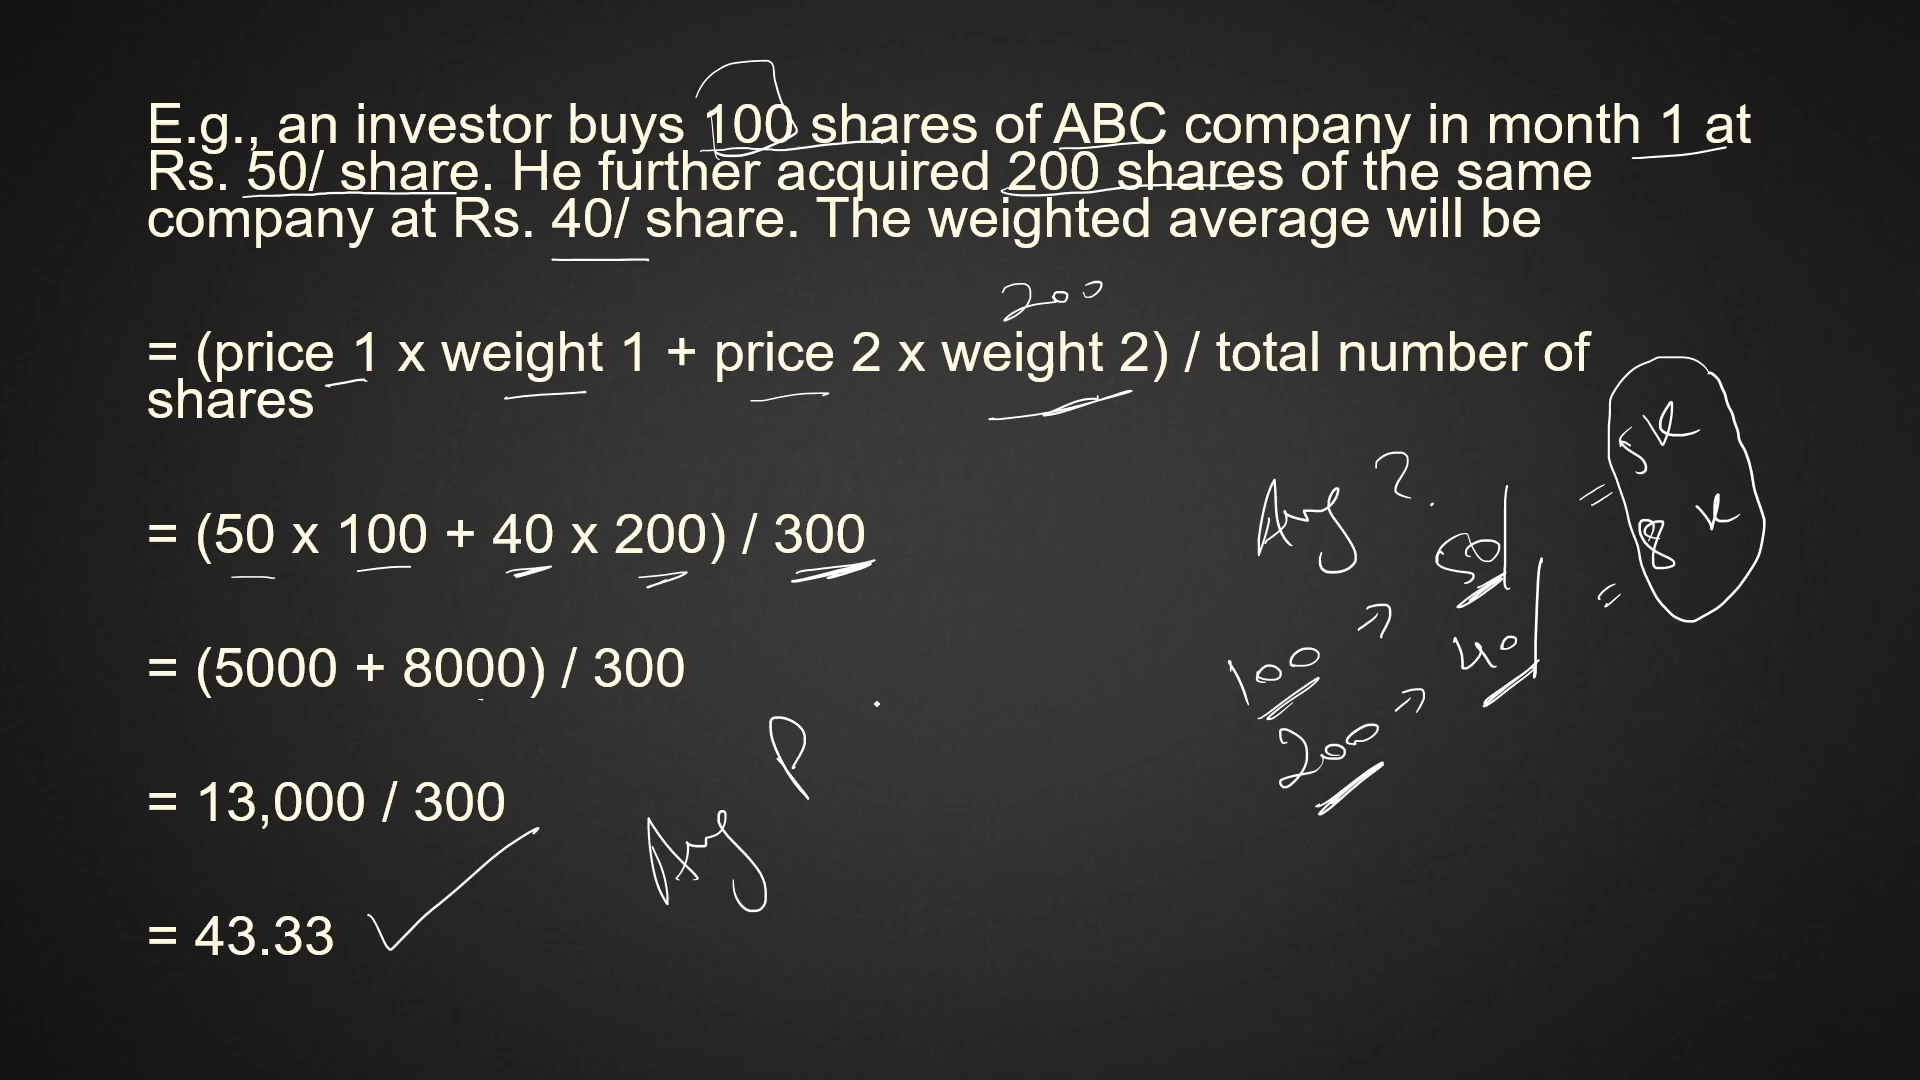 E.g., an investor buys 100 shares of ABC company in month 1 at
Rs. 50/ share. He further acquired 200 shares of the same
company at Rs. 40/ share. The weighted average will be
200
= (price 1 x weight 1 + price 2 x weight 2) / total number of
shares
= (50 x 100 + 40 x 200) / 300
= (5000 + 8000) / 300
= 13,000 / 300
= 43.33
Avg P
Avg ?
100 → 50/ = 5K
200 → 40/ = 8K